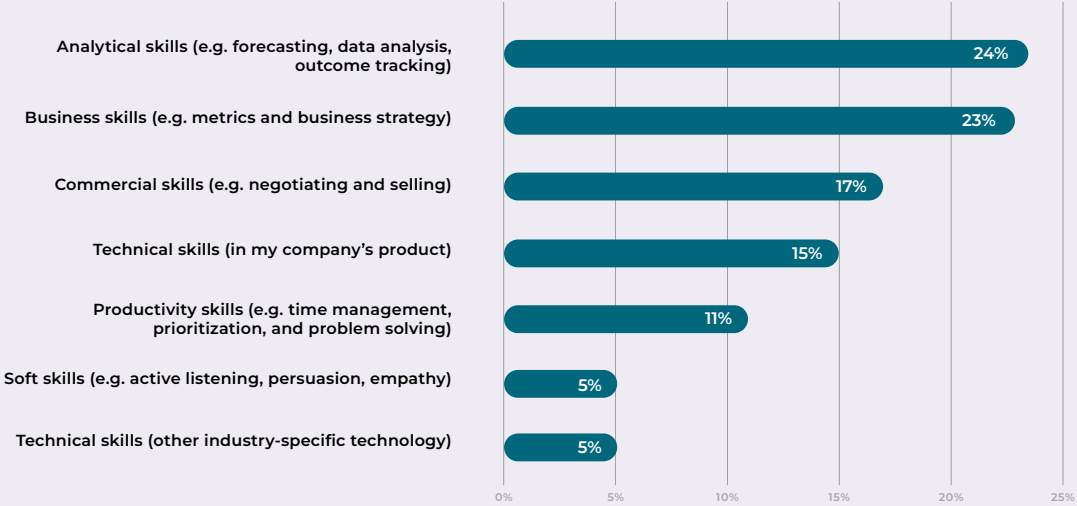 Analytical skills (e.g. forecasting, data analysis,
outcome tracking)
24%
Business skills (e.g. metrics and business strategy)
23%
Commercial skills (e.g. negotiating and selling)
17%
Technical skills (in my company’s product)
15%
Productivity skills (e.g. time management,
prioritization, and problem solving)
11%
Soft skills (e.g. active listening, persuasion, empathy)
5%
Technical skills (other industry-specific technology)
5%
0%
5%
10%
15%
20%
25%